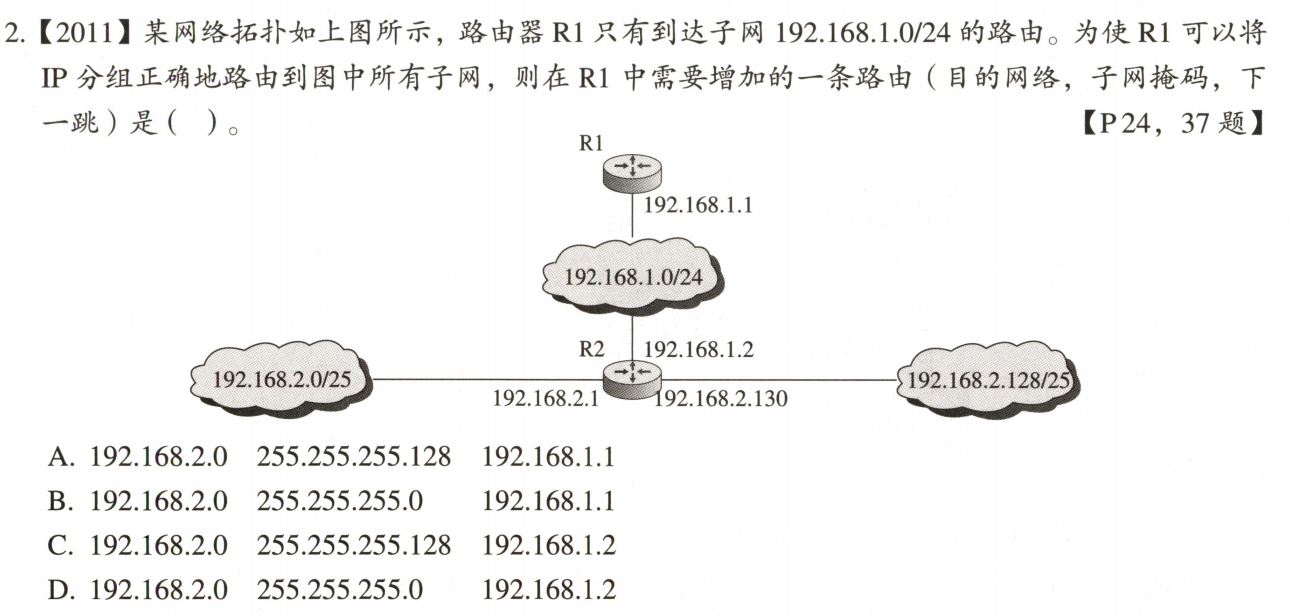 2.【2011】某网络拓扑如上图所示，路由器 R1 只有到达子网 192.168.1.0/24 的路由。为使 R1 可以将
IP 分组正确地路由到图中所有子网，则在 R1 中需要增加的一条路由（目的网络，子网掩码，下
一跳）是（ ）。 【P24，37 题】
R1
192.168.1.1
192.168.1.0/24
R2 192.168.1.2
192.168.2.0/25
192.168.2.128/25
192.168.2.1
192.168.2.130
A. 192.168.2.0 255.255.255.128 192.168.1.1
B. 192.168.2.0 255.255.255.0 192.168.1.1
C. 192.168.2.0 255.255.255.128 192.168.1.2
D. 192.168.2.0 255.255.255.0 192.168.1.2